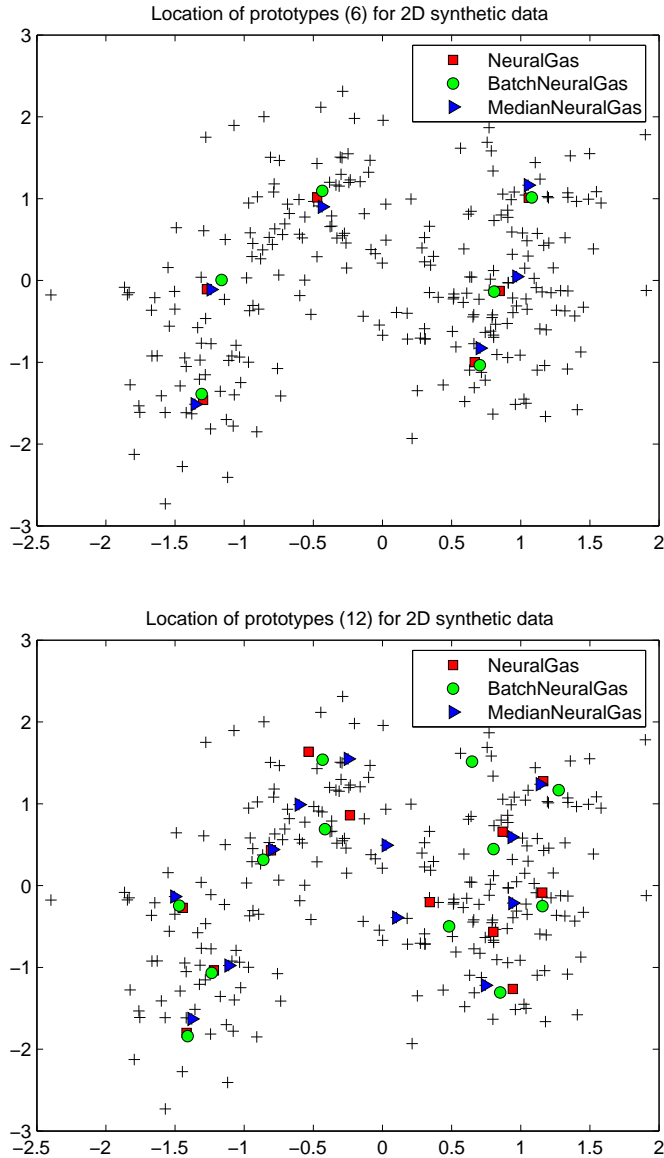 Location of prototypes (6) for 2D synthetic data
3
2
1
0
−1
−2
−3
NeuralGas
BatchNeuralGas
MedianNeuralGas
−2.5 −2 −1.5 −1 −0.5 0 0.5 1 1.5 2
Location of prototypes (12) for 2D synthetic data
3
2
1
0
−1
−2
−3
NeuralGas
BatchNeuralGas
MedianNeuralGas
−2.5 −2 −1.5 −1 −0.5 0 0.5 1 1.5 2